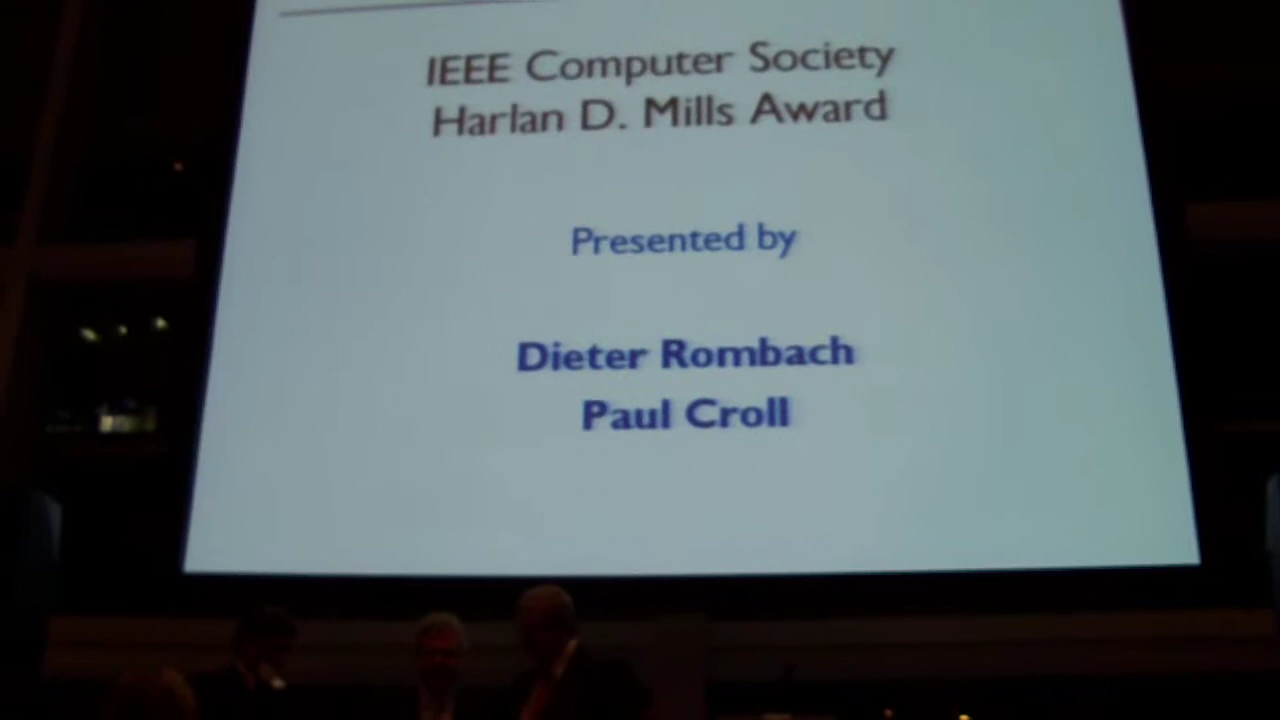 IEEE Computer Society
Harlan D. Mills Award
Presented by
Dieter Rombach
Paul Croll